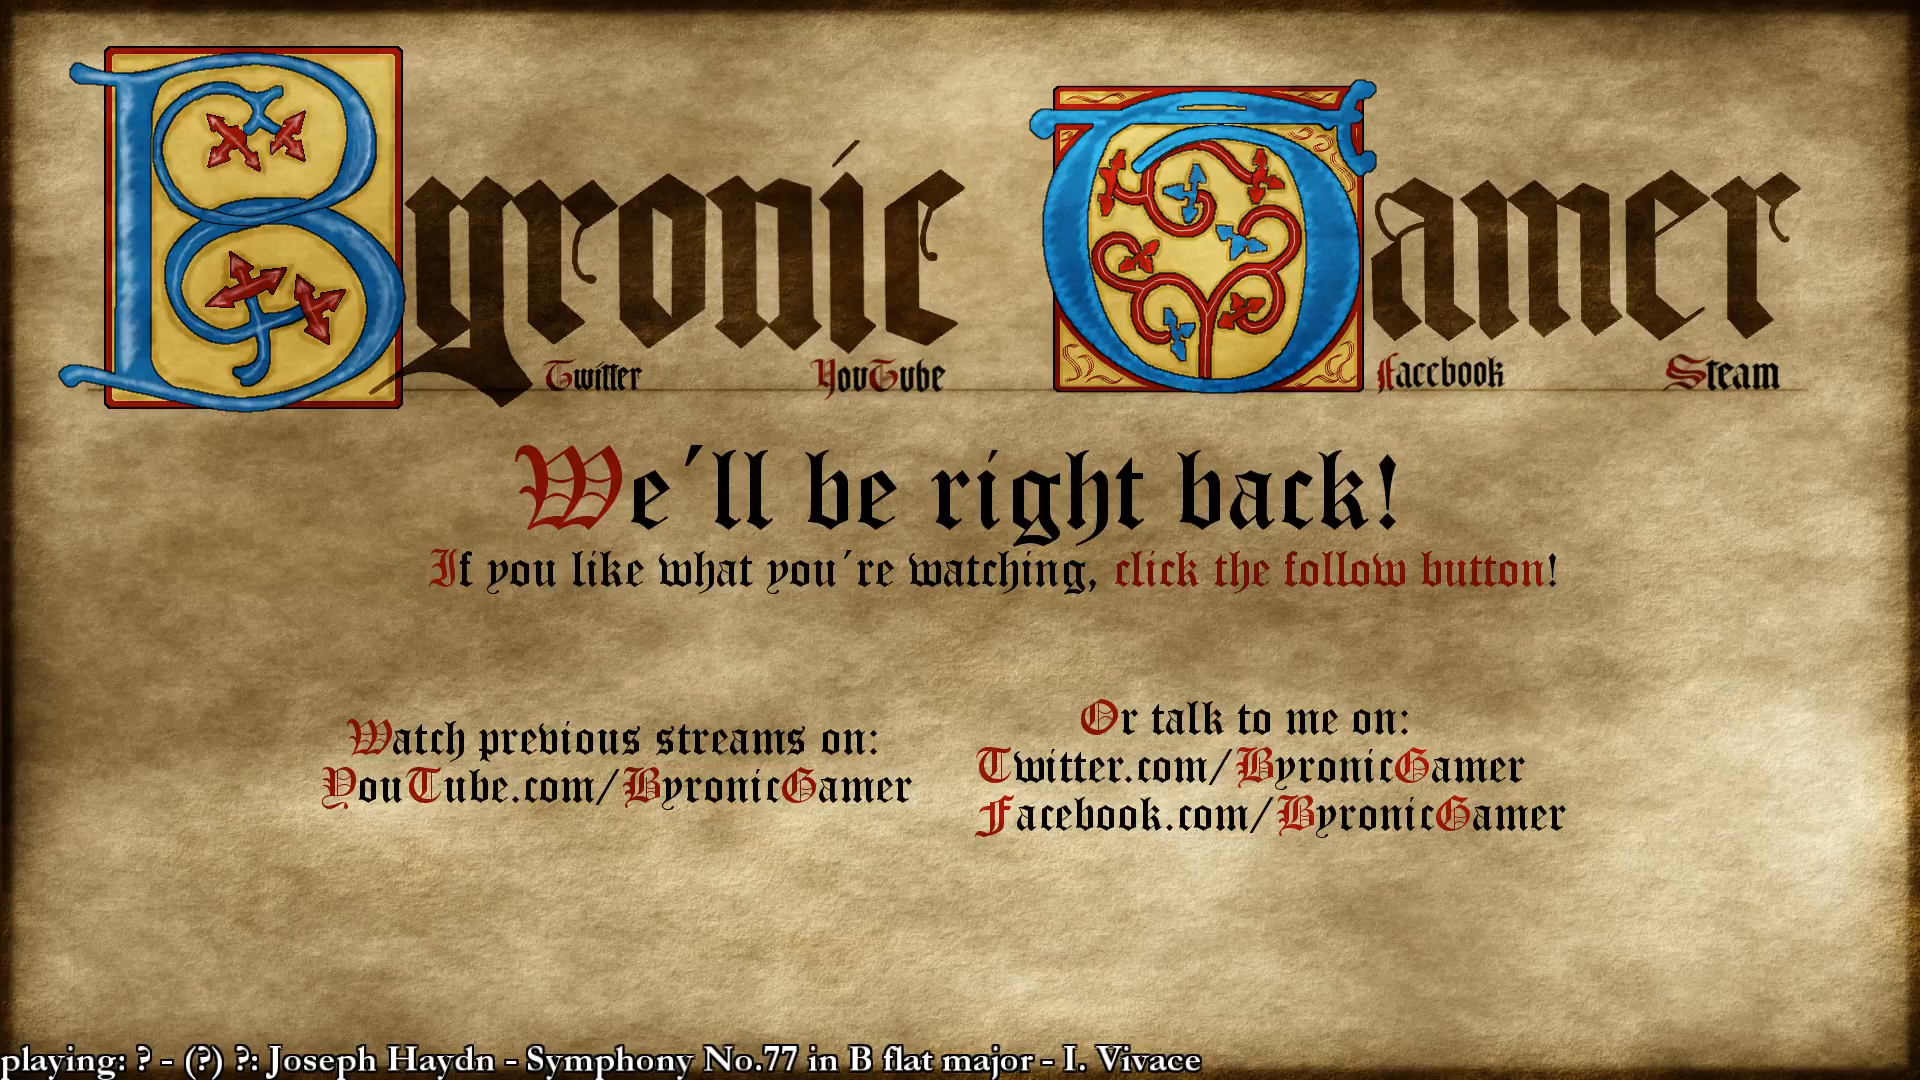 Byronic Gamer
Twitter YouTube Facebook Steam
We´ll be right back!
If you like what you´re watching, click the follow button!
Watch previous streams on:
YouTube.com/ByronicGamer
Or talk to me on:
Twitter.com/ByronicGamer
Facebook.com/ByronicGamer
playing: ? - (?) ?: Joseph Haydn - Symphony No.77 in B flat major - I. Vivace